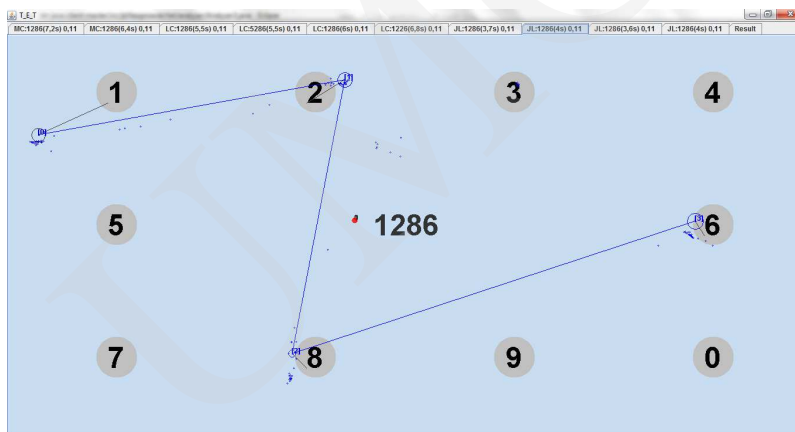 T_E_T
MC:1286(7,2s) 0,11 MC:1286(6,4s) 0,11 LC:1286(5,5s) 0,11 LC:5286(5,5s) 0,11 LC:1286(6s) 0,11 LC:1226(6,8s) 0,11 JL:1286(3,7s) 0,11 JL:1286(4s) 0,11 JL:1286(3,6s) 0,11 JL:1286(4s) 0,11 Result
1 2 3 4
5 1286 6
7 8 9 0